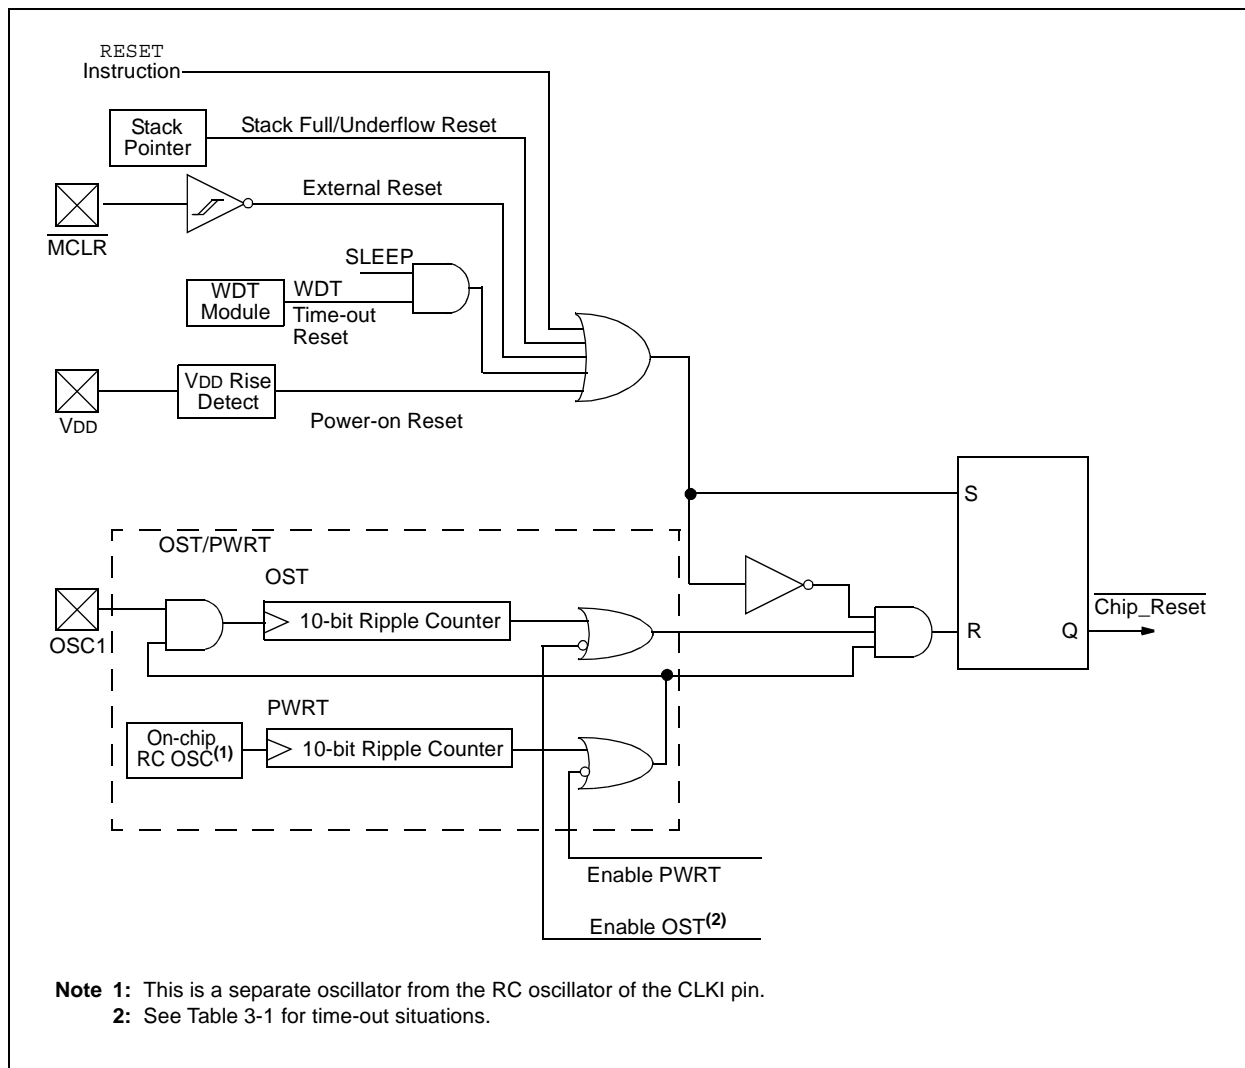 RESET
Instruction
Stack
Pointer
Stack Full/Underflow Reset
External Reset
MCLR
SLEEP
WDT
Module
WDT
Time-out
Reset
VDD Rise
Detect
VDD
Power-on Reset
S
OST/PWRT
OST
OSC1
10-bit Ripple Counter
Chip_Reset
R
Q
PWRT
On-chip
RC OSC(1)
10-bit Ripple Counter
Enable PWRT
Enable OST(2)
Note 1: This is a separate oscillator from the RC oscillator of the CLKI pin.
2: See Table 3-1 for time-out situations.